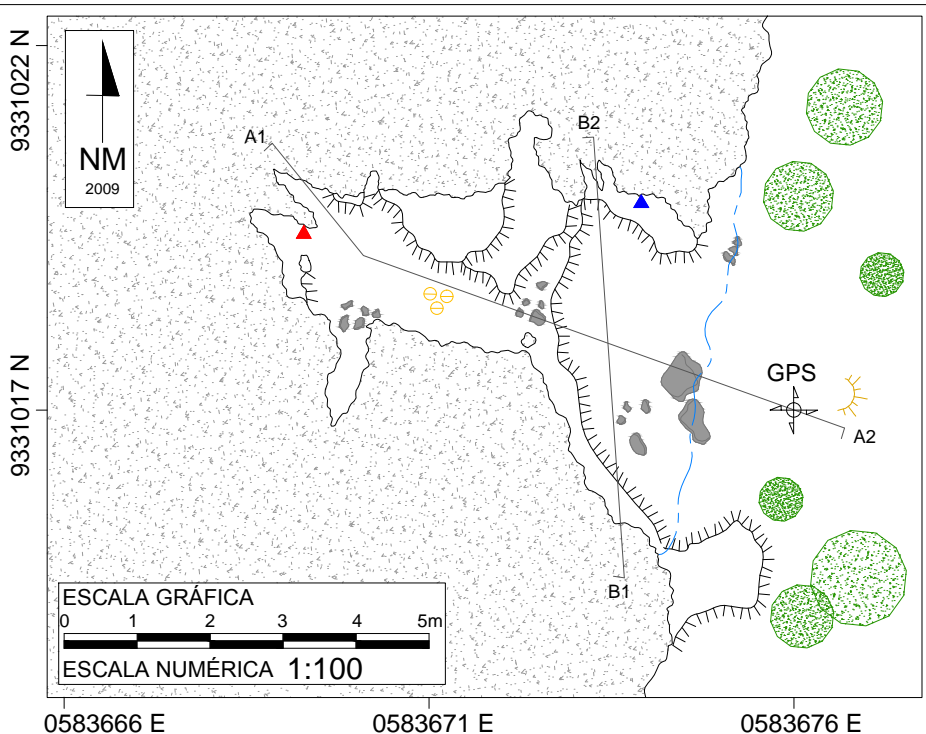 9331022 N
NM
2009
A1
B2
GPS
9331017 N
A2
B1
ESCALA GRÁFICA
0 1 2 3 4 5m
ESCALA NUMÉRICA 1:100
0583666 E 0583671 E 0583676 E